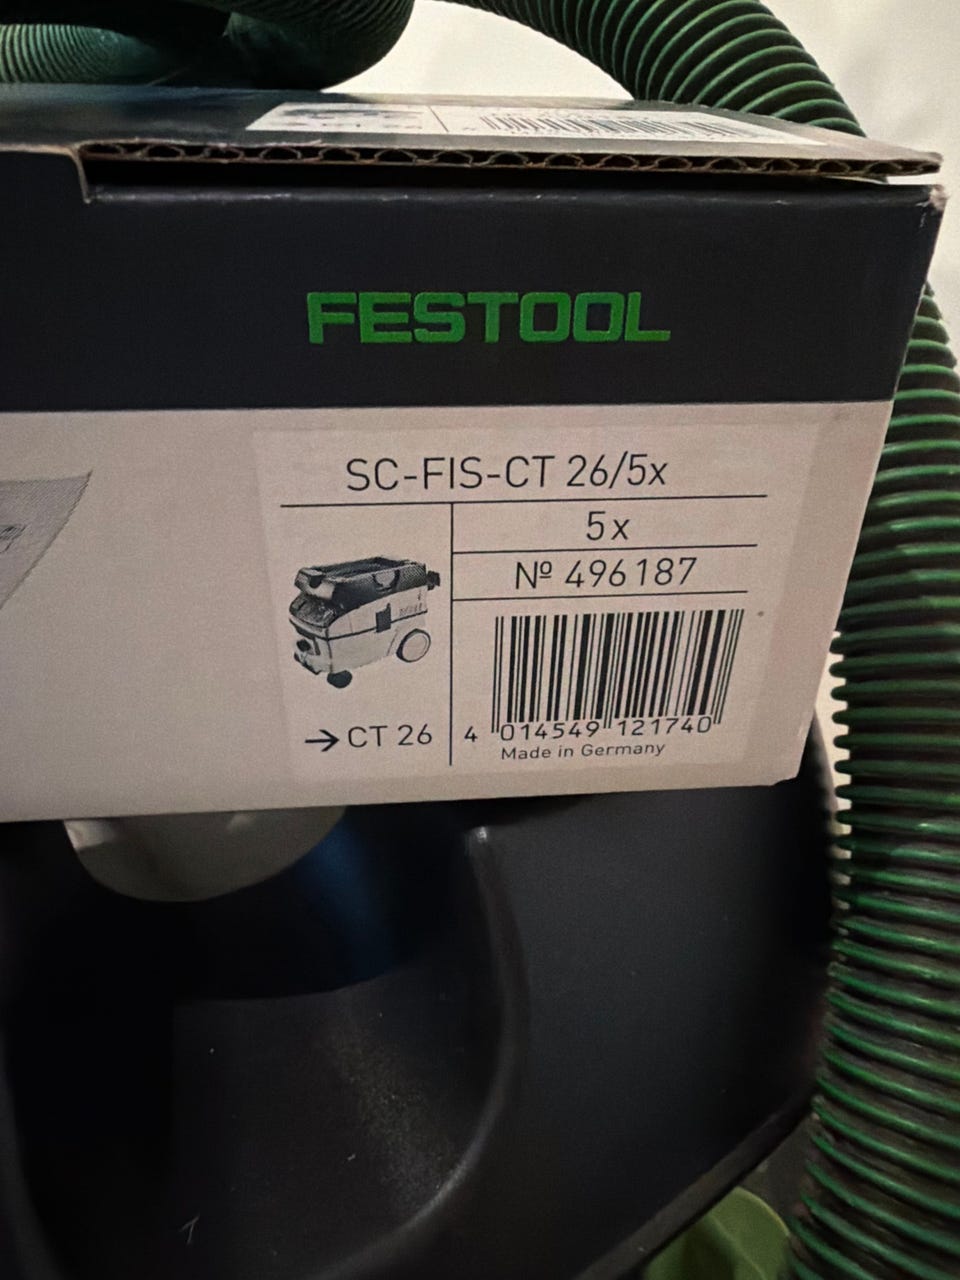 FESTOOL
SC-FIS-CT 26/5x
5x
Nº 496187
→ CT 26
4 014549 121740
Made in Germany